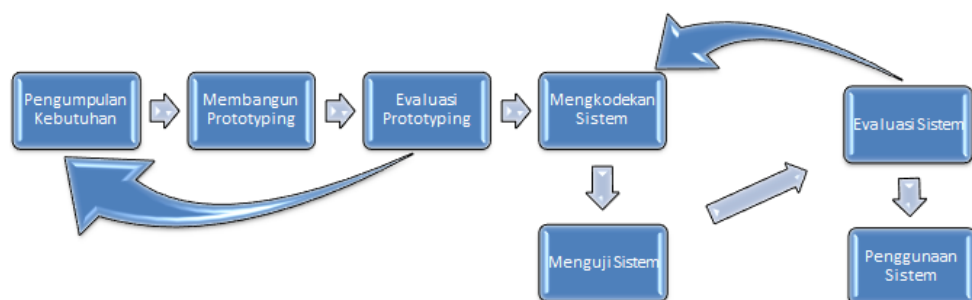 Pengumpulan
Kebutuhan
Membangun
Prototyping
Evaluasi
Prototyping
Mengkodekan
Sistem
Menguji Sistem
Evaluasi Sistem
Penggunaan
Sistem